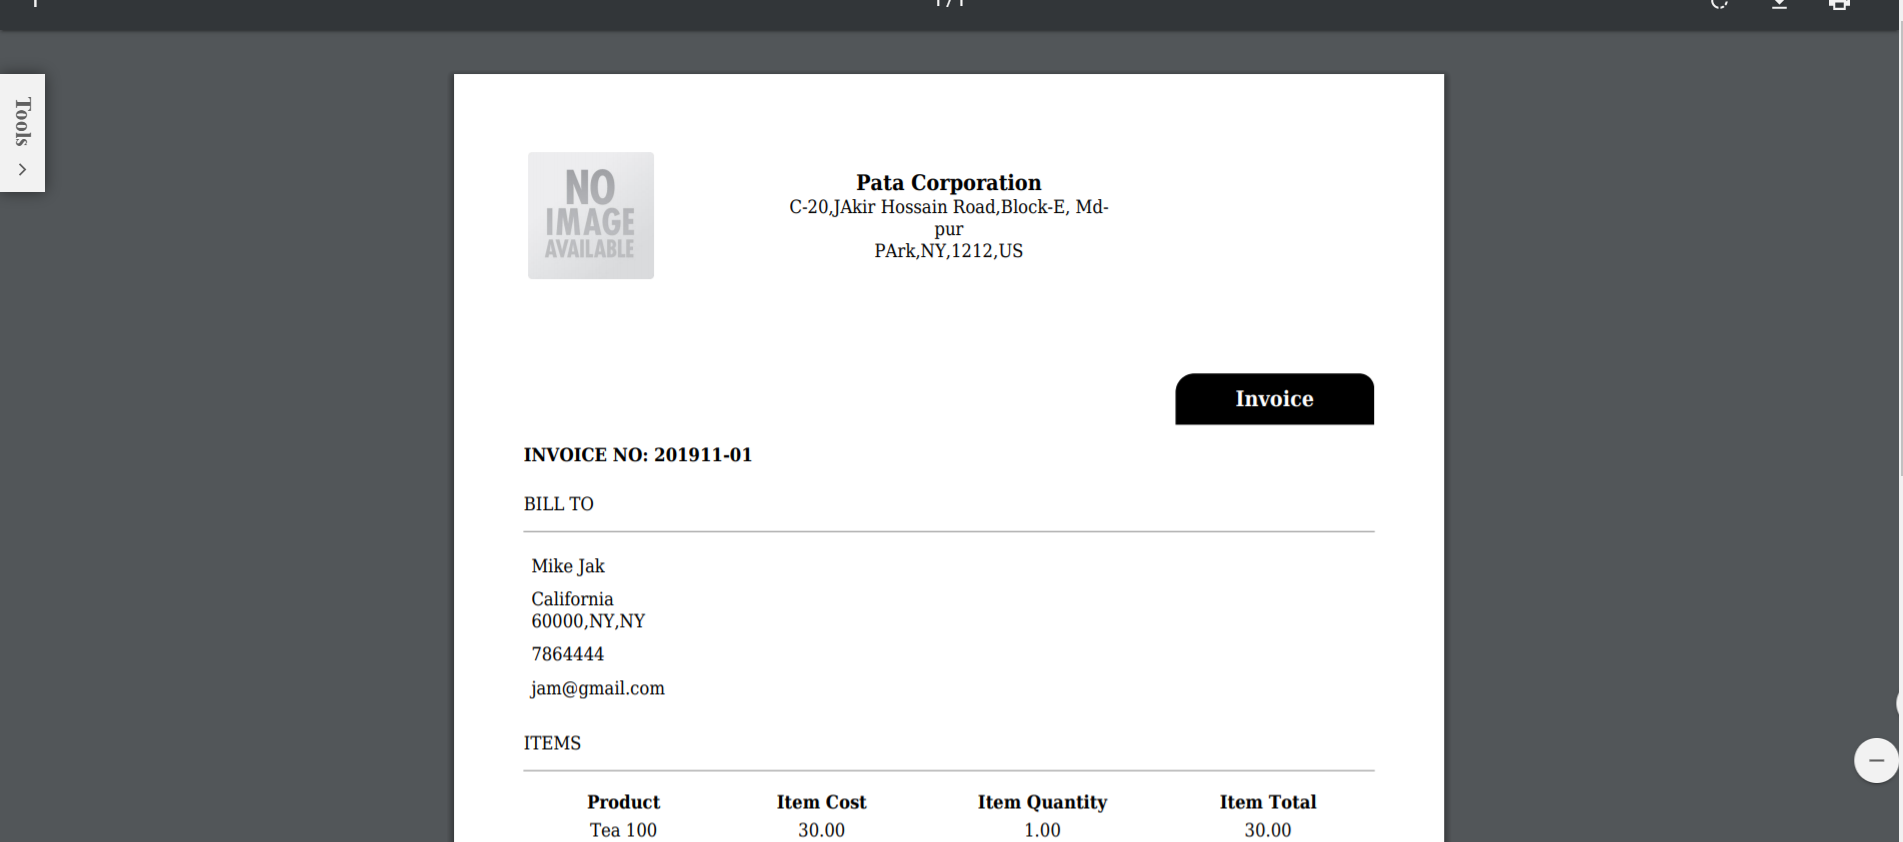 Tools
NO
IMAGE
AVAILABLE
Pata Corporation
C-20,JAkir Hossain Road,Block-E, Md-
pur
PArk,NY,1212,US
Invoice
INVOICE NO: 201911-01
BILL TO
Mike Jak
California
60000,NY,NY
7864444
jam@gmail.com
ITEMS
Product Item Cost Item Quantity Item Total
Tea 100 30.00 1.00 30.00